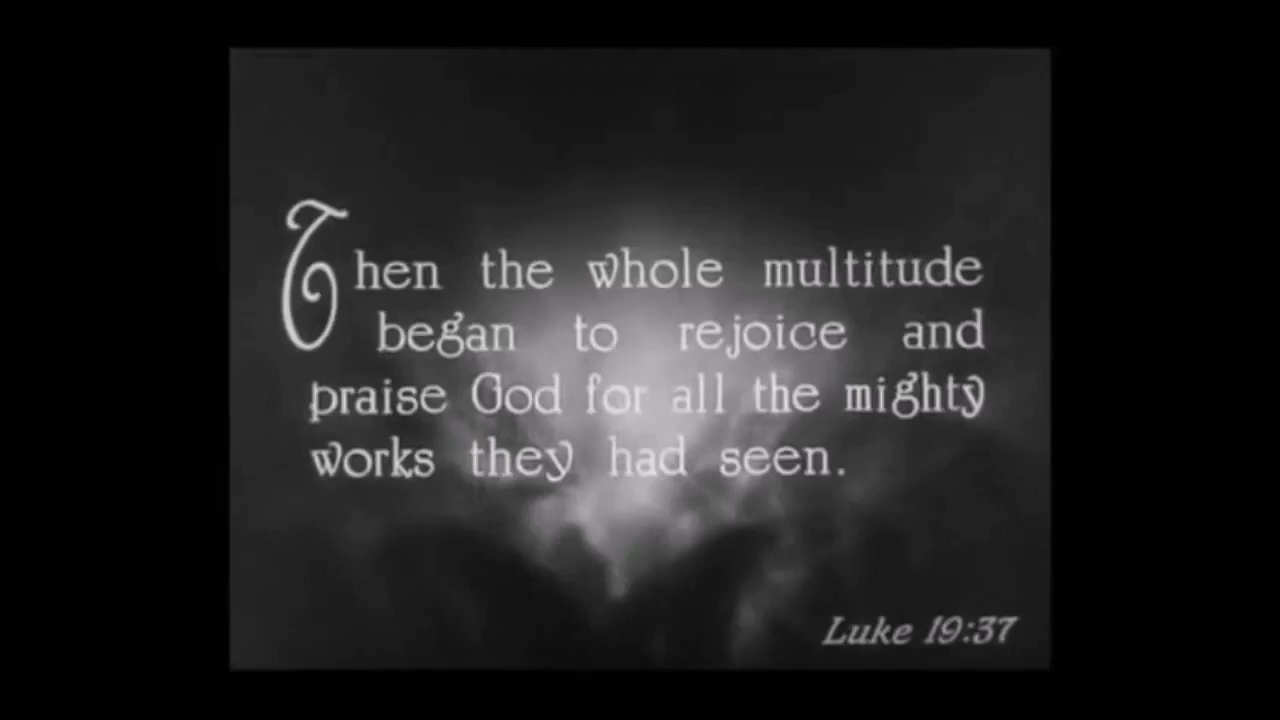 Then the whole multitude
began to rejoice and
praise God for all the mighty
works they had seen.
Luke 19:37